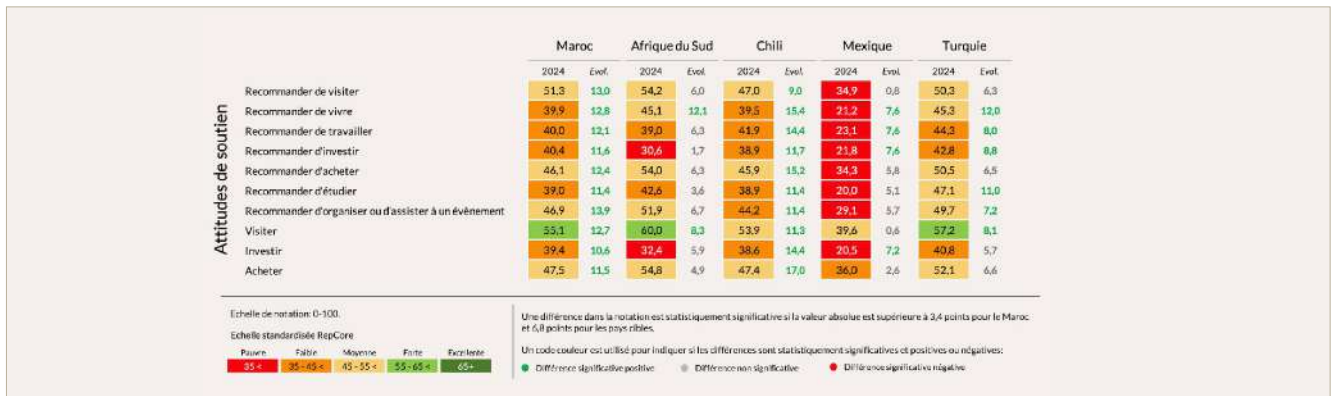 Maroc Afrique du Sud Chili Mexique Turquie
2024 Evol. 2024 Evol. 2024 Evol. 2024 Evol. 2024 Evol.
Attitudes de soutien
Recommander de visiter 51,3 13,0 54,2 6,0 47,0 9,0 34,9 0,8 50,3 6,3
Recommander de vivre 39,9 12,8 45,1 12,1 39,5 15,4 21,2 7,6 45,3 12,0
Recommander de travailler 40,0 12,1 39,0 6,3 41,9 14,4 23,1 7,6 44,3 8,0
Recommander d'investir 40,4 11,6 30,6 1,7 38,9 11,7 21,8 7,6 42,8 8,8
Recommander d'acheter 46,1 12,4 54,0 6,3 45,9 15,2 34,3 5,8 50,5 6,5
Recommander d'étudier 39,0 11,4 42,6 3,6 38,9 11,4 20,0 5,1 47,1 11,0
Recommander d'organiser ou d'assister à un évènement 46,9 13,9 51,9 6,7 44,2 11,4 29,1 5,7 49,7 7,2
Visiter 55,1 12,7 60,0 8,3 53,9 11,3 39,6 0,6 57,2 8,1
Investir 39,4 10,6 32,4 5,9 38,6 14,4 20,5 7,2 40,8 5,7
Acheter 47,5 11,5 54,8 4,9 47,4 17,0 36,0 2,6 52,1 6,6
Echelle de notation: 0-100.
Echelle standardisée RepCore
Pauvre Faible Moyenne Forte Excellente
35 < 35 - 45 < 45 - 55 < 55 - 65 < 65+
Une différence dans la notation est statistiquement significative si la valeur absolue est supérieure à 3,4 points pour le Maroc
et 6,8 points pour les pays cibles.
Un code couleur est utilisé pour indiquer si les différences sont statistiquement significatives et positives ou négatives:
Différence significative positive Différence non significative Différence significative négative